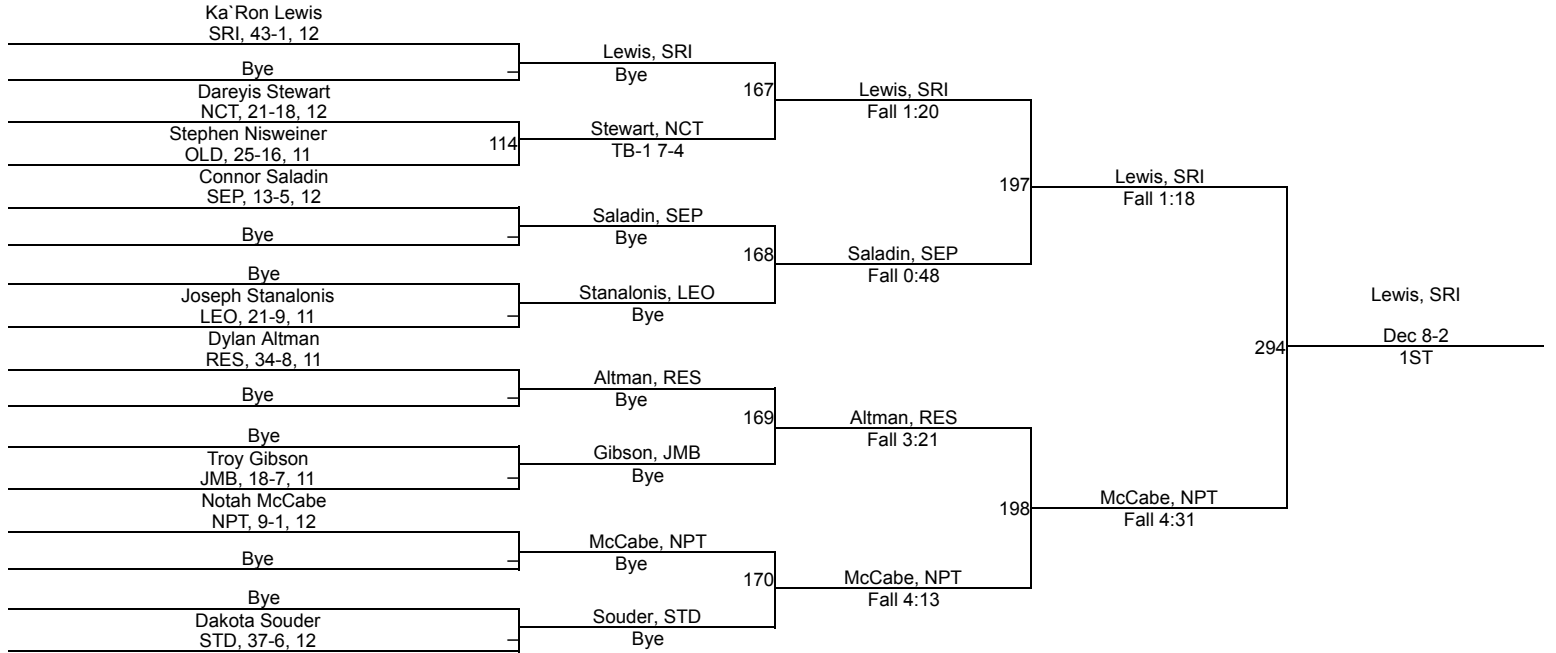 Ka`Ron Lewis
SRI, 43-1, 12
Bye
Dareyis Stewart
NCT, 21-18, 12
Stephen Nisweiner
OLD, 25-16, 11
Connor Saladin
SEP, 13-5, 12
Bye
Bye
Joseph Stanalonis
LEO, 21-9, 11
Dylan Altman
RES, 34-8, 11
Bye
Bye
Troy Gibson
JMB, 18-7, 11
Notah McCabe
NPT, 9-1, 12
Bye
Bye
Dakota Souder
STD, 37-6, 12
114
Lewis, SRI
Bye
Stewart, NCT
TB-1 7-4
Saladin, SEP
Bye
Stanalonis, LEO
Bye
Altman, RES
Bye
Gibson, JMB
Bye
McCabe, NPT
Bye
Souder, STD
Bye
167
168
169
170
Lewis, SRI
Fall 1:20
Saladin, SEP
Fall 0:48
Altman, RES
Fall 3:21
McCabe, NPT
Fall 4:13
197
198
Lewis, SRI
Fall 1:18
McCabe, NPT
Fall 4:31
294
Lewis, SRI
Dec 8-2
1ST